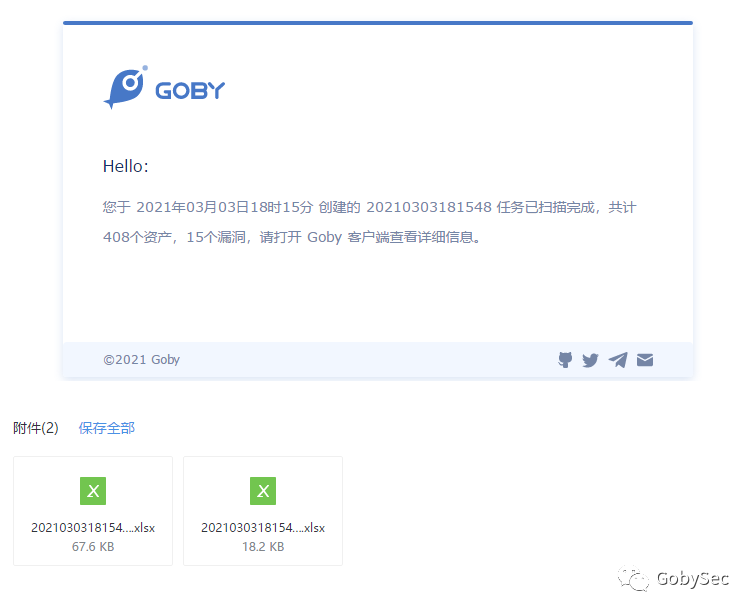 GOBY
Hello：
您于 2021年03月03日18时15分 创建的 20210303181548 任务已扫描完成，共计
408个资产，15个漏洞，请打开 Goby 客户端查看详细信息。
©2021 Goby
附件(2) 保存全部
2021030318154....xlsx 2021030318154....xlsx
67.6 KB 18.2 KB
GobySec